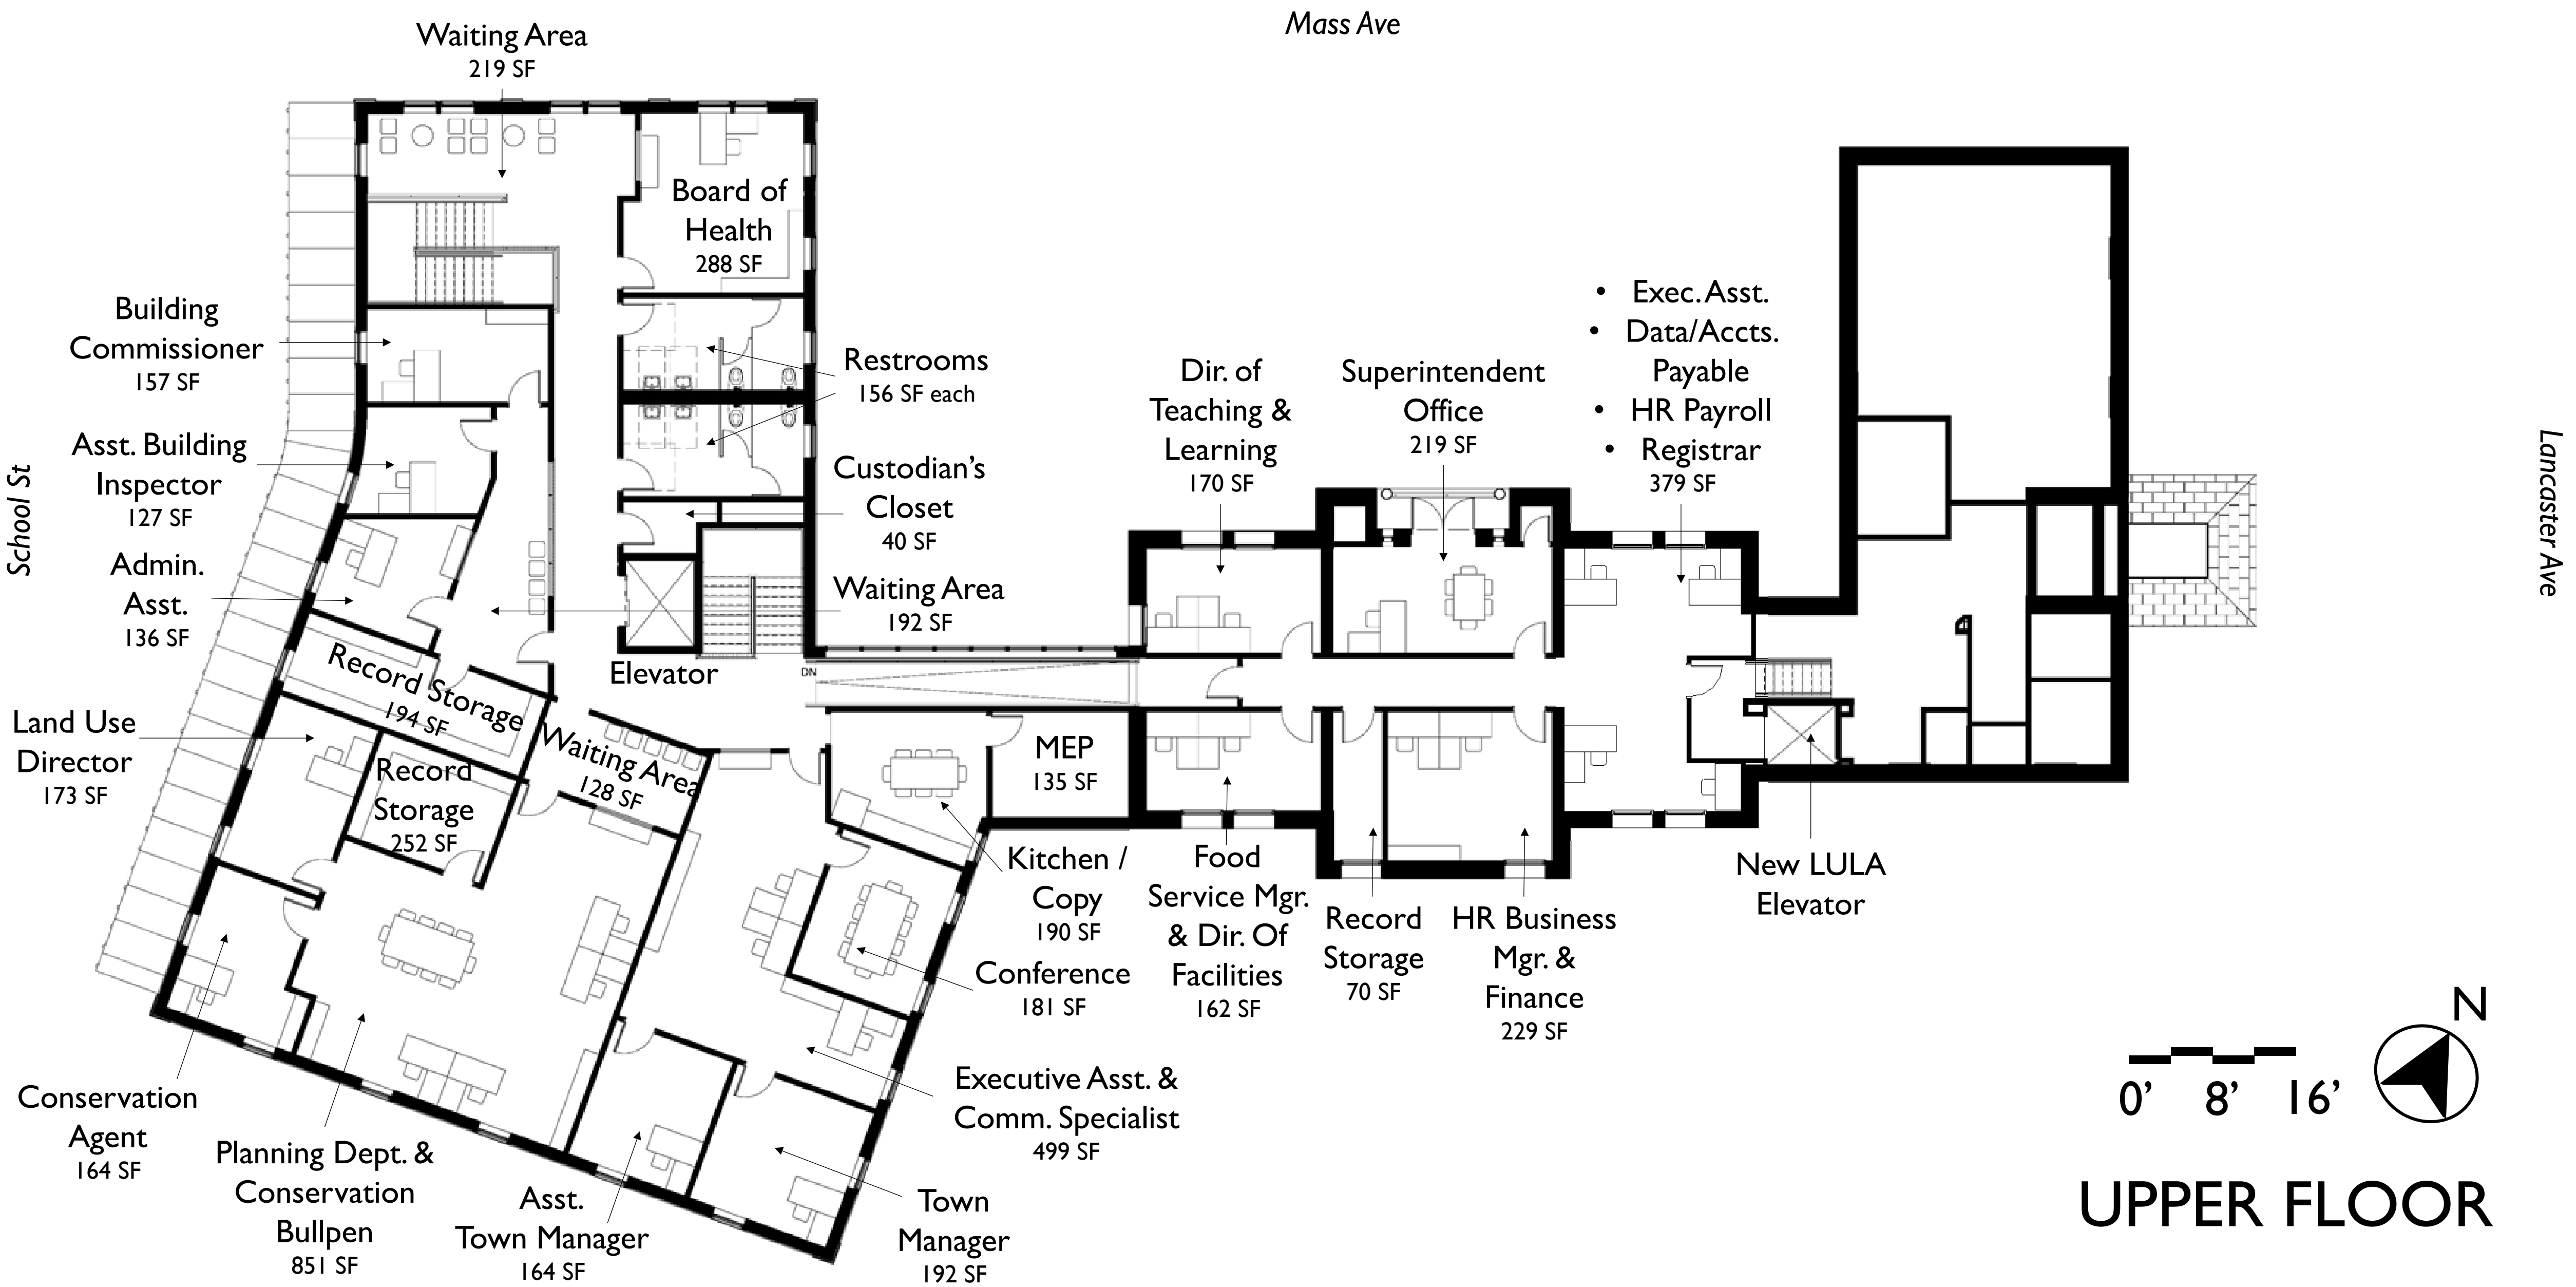 Mass Ave
Waiting Area
219 SF
Board of
Health
288 SF
Building
Commissioner
157 SF
Restrooms
156 SF each
Asst. Building
Inspector
127 SF
Custodian's
Closet
40 SF
School St
Admin.
Asst.
136 SF
Waiting Area
192 SF
Elevator
DN
Record Storage
194 SF
Land Use
Director
173 SF
Record
Storage
252 SF
Waiting Area
128 SF
MEP
135 SF
Kitchen /
Copy
190 SF
Conference
181 SF
Executive Asst. &
Comm. Specialist
499 SF
Conservation
Agent
164 SF
Planning Dept. &
Conservation
Bullpen
851 SF
Asst.
Town Manager
164 SF
Town
Manager
192 SF
Dir. of
Teaching &
Learning
170 SF
Superintendent
Office
219 SF
• Exec. Asst.
• Data/Accts.
Payable
• HR Payroll
• Registrar
379 SF
Food
Service Mgr.
& Dir. Of
Facilities
162 SF
Record
Storage
70 SF
HR Business
Mgr. &
Finance
229 SF
New LULA
Elevator
Lancaster Ave
N
0' 8' 16'
UPPER FLOOR